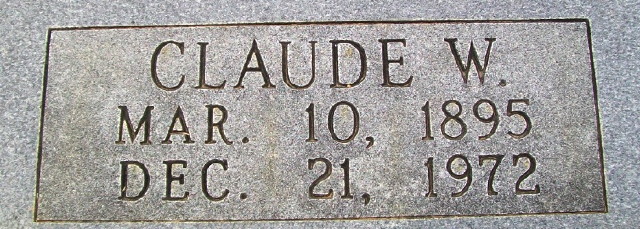 CLAUDE W.
MAR. 10, 1895
DEC. 21, 1972